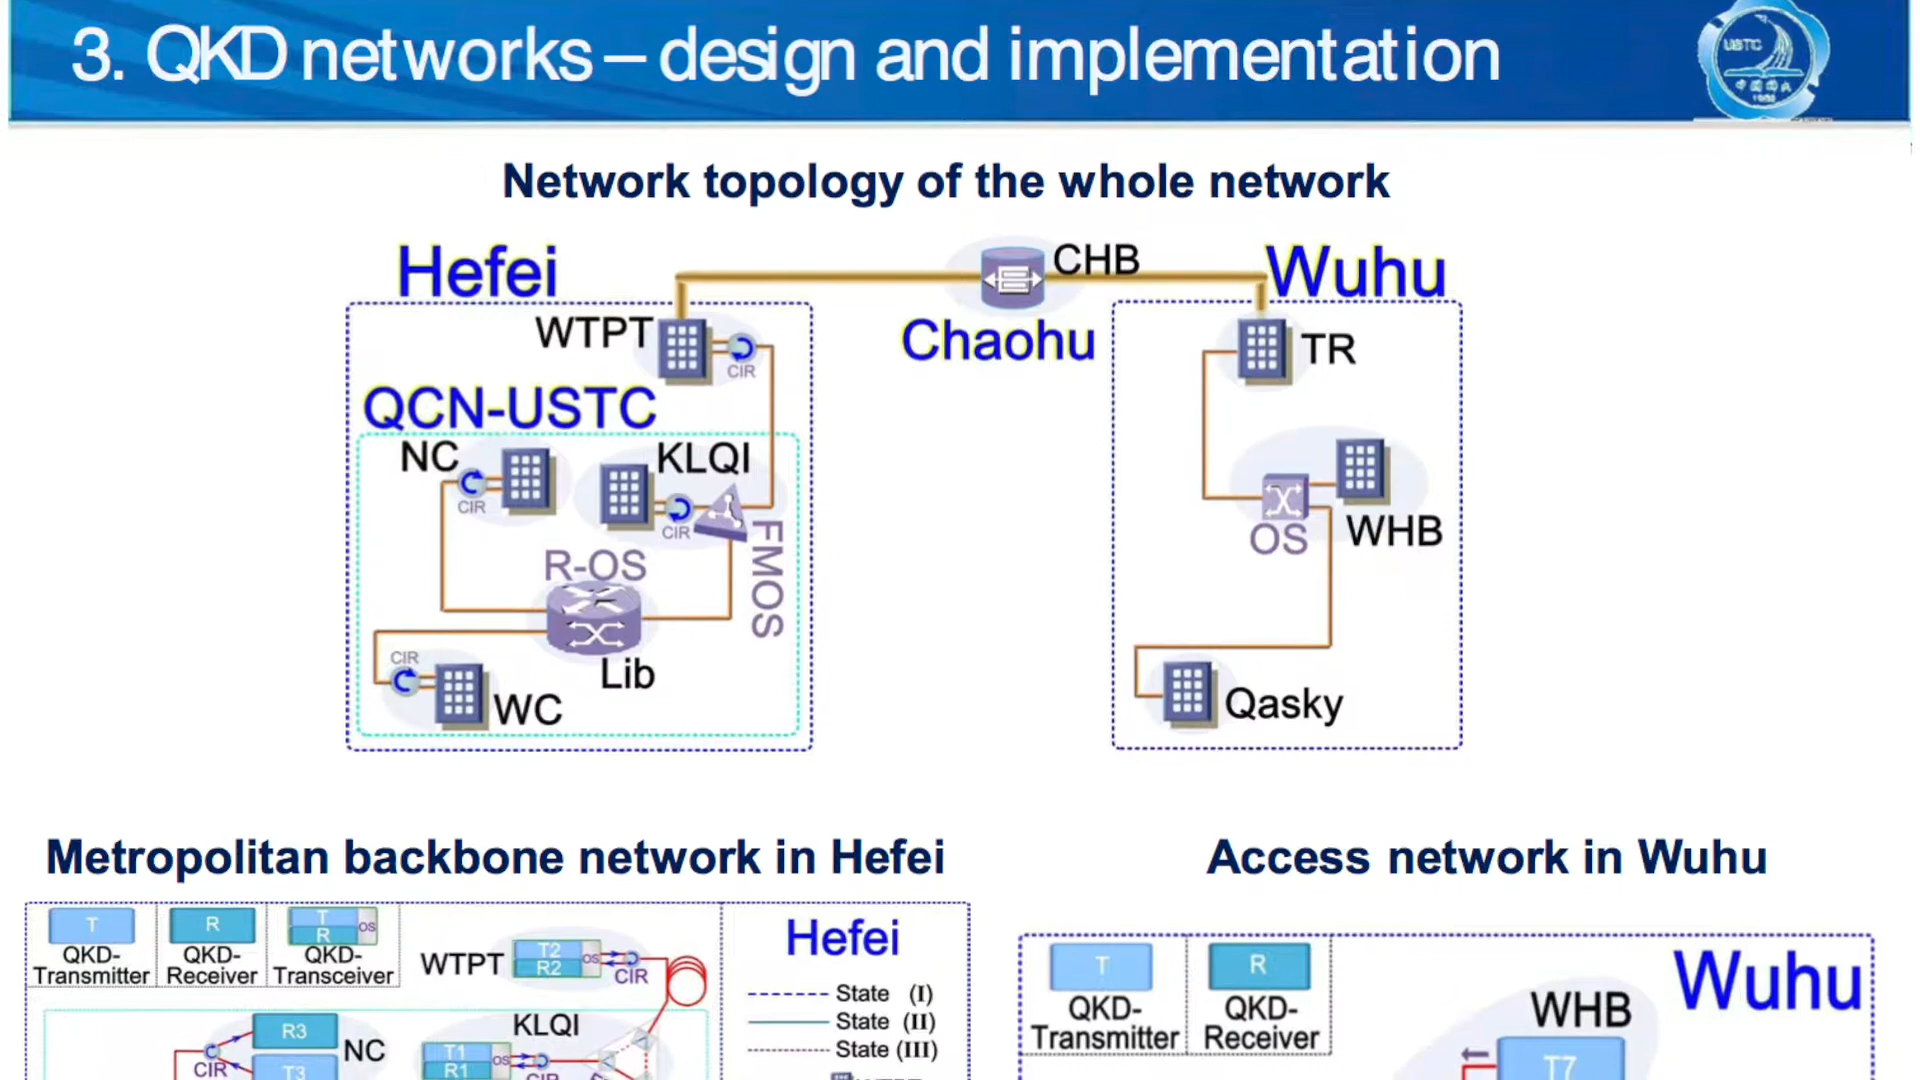 3. QKD networks – design and implementation
USTC
1958
Network topology of the whole network
Hefei
CHB
Wuhu
WTPT
CIR
Chaohu
TR
QCN-USTC
NC
CIR
KLQI
CIR
FMOS
R-OS
Lib
CIR
WC
WHB
OS
Qasky
Metropolitan backbone network in Hefei
Access network in Wuhu
T
QKD-
Transmitter
R
QKD-
Receiver
T
R
OS
QKD-
Transceiver
WTPT
T2
R2
OS
CIR
Hefei
State (I)
State (II)
State (III)
KLQI
T1
R1
OS
CIR
R3
T3
CIR
NC
T
QKD-
Transmitter
R
QKD-
Receiver
Wuhu
WHB
T7